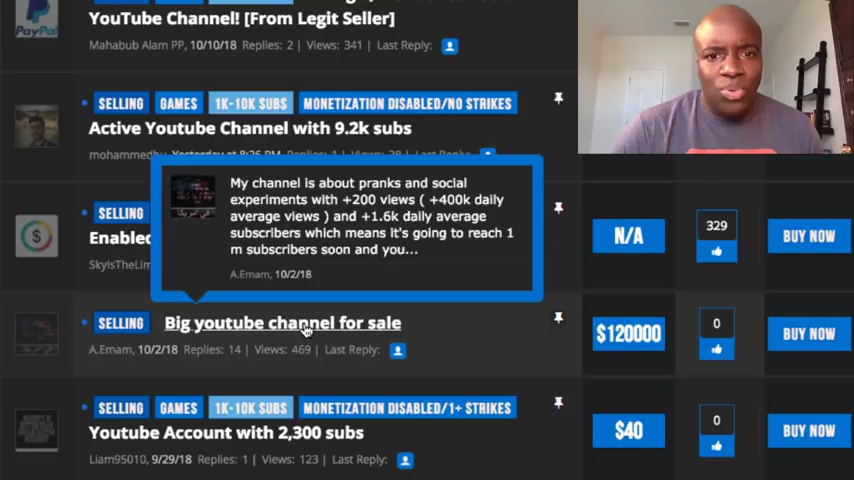 PayPal
YouTube Channel! [From Legit Seller]
Mahabub Alam PP, 10/10/18 Replies: 2 | Views: 341 | Last Reply:
SELLING GAMES 1K-10K SUBS MONETIZATION DISABLED/NO STRIKES
Active Youtube Channel with 9.2k subs
My channel is about pranks and social
experiments with +200 views ( +400k daily
average views ) and +1.6k daily average
subscribers which means it's going to reach 1
m subscribers soon and you...
A.Emam, 10/2/18
SELLING
Enabled
SkyIsTheLim
N/A
329
BUY NOW
SELLING Big youtube channel for sale
A.Emam, 10/2/18 Replies: 14 | Views: 469 | Last Reply:
$120000
0
BUY NOW
SELLING GAMES 1K-10K SUBS MONETIZATION DISABLED/1+ STRIKES
Youtube Account with 2,300 subs
Liam95010, 9/29/18 Replies: 1 | Views: 123 | Last Reply:
$40
0
BUY NOW